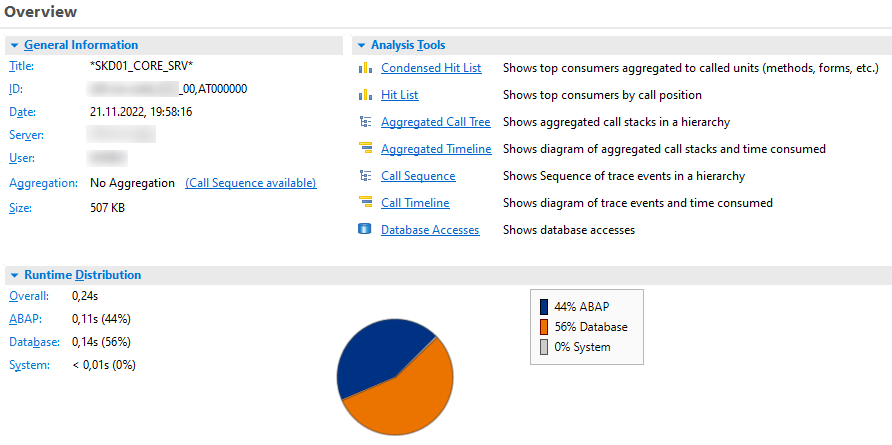 Overview
General Information
Title: *SKD01_CORE_SRV*
ID: _00,AT000000
Date: 21.11.2022, 19:58:16
Server:
User:
Aggregation: No Aggregation (Call Sequence available)
Size: 507 KB
Analysis Tools
Condensed Hit List Shows top consumers aggregated to called units (methods, forms, etc.)
Hit List Shows top consumers by call position
Aggregated Call Tree Shows aggregated call stacks in a hierarchy
Aggregated Timeline Shows diagram of aggregated call stacks and time consumed
Call Sequence Shows Sequence of trace events in a hierarchy
Call Timeline Shows diagram of trace events and time consumed
Database Accesses Shows database accesses
Runtime Distribution
Overall: 0,24s
ABAP: 0,11s (44%)
Database: 0,14s (56%)
System: < 0,01s (0%)
44% ABAP
56% Database
0% System